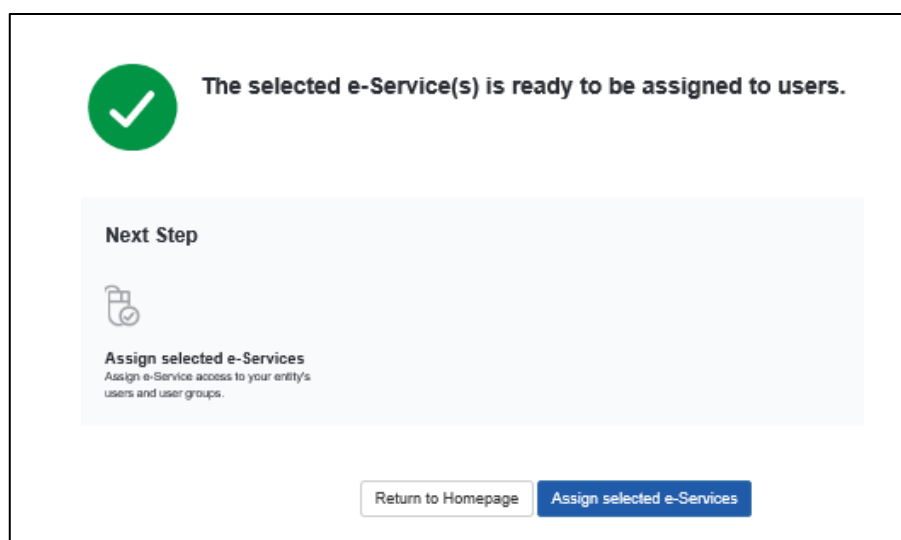 The selected e-Service(s) is ready to be assigned to users.
Next Step
Assign selected e-Services
Assign e-Service access to your entity's
users and user groups.
Return to Homepage
Assign selected e-Services